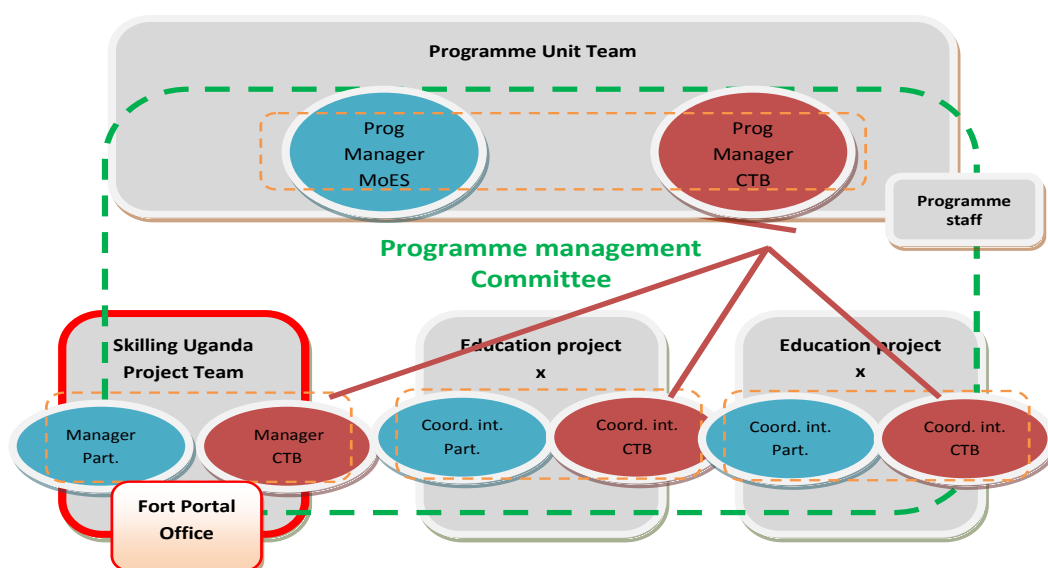 Programme Unit Team
Prog
Manager
MoES
Prog
Manager
CTB
Programme
staff
Programme management
Committee
Skilling Uganda
Project Team
Education project
x
Education project
x
Manager
Part.
Manager
CTB
Coord. int.
Part.
Coord. int.
CTB
Coord. int.
Part.
Coord. int.
CTB
Fort Portal
Office